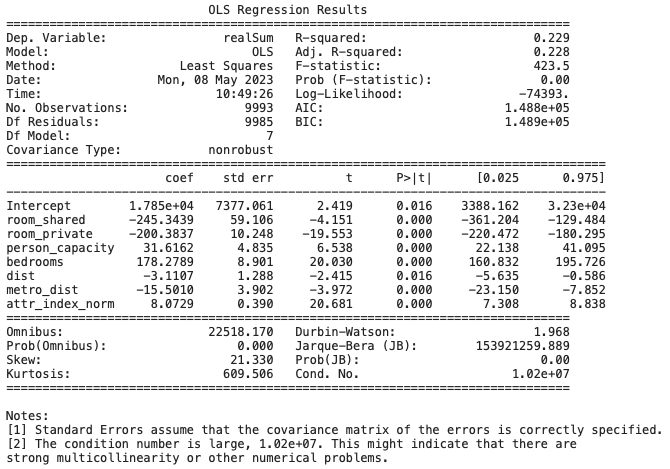 OLS Regression Results
==============================================================================
Dep. Variable: realSum R-squared: 0.229
Model: OLS Adj. R-squared: 0.228
Method: Least Squares F-statistic: 423.5
Date: Mon, 08 May 2023 Prob (F-statistic): 0.00
Time: 10:49:26 Log-Likelihood: -74393.
No. Observations: 9993 AIC: 1.488e+05
Df Residuals: 9985 BIC: 1.489e+05
Df Model: 7
Covariance Type: nonrobust
===================================================================================
coef std err t P>|t| [0.025 0.975]
-----------------------------------------------------------------------------------
Intercept 1.785e+04 7377.061 2.419 0.016 3388.162 3.23e+04
room_shared -245.3439 59.106 -4.151 0.000 -361.204 -129.484
room_private -200.3837 10.248 -19.553 0.000 -220.472 -180.295
person_capacity 31.6162 4.835 6.538 0.000 22.138 41.095
bedrooms 178.2789 8.901 20.030 0.000 160.832 195.726
dist -3.1107 1.288 -2.415 0.016 -5.635 -0.586
metro_dist -15.5010 3.902 -3.972 0.000 -23.150 -7.852
attr_index_norm 8.0729 0.390 20.681 0.000 7.308 8.838
==============================================================================
Omnibus: 22518.170 Durbin-Watson: 1.968
Prob(Omnibus): 0.000 Jarque-Bera (JB): 153921259.889
Skew: 21.330 Prob(JB): 0.00
Kurtosis: 609.506 Cond. No. 1.02e+07
==============================================================================
Notes:
[1] Standard Errors assume that the covariance matrix of the errors is correctly specified.
[2] The condition number is large, 1.02e+07. This might indicate that there are
strong multicollinearity or other numerical problems.